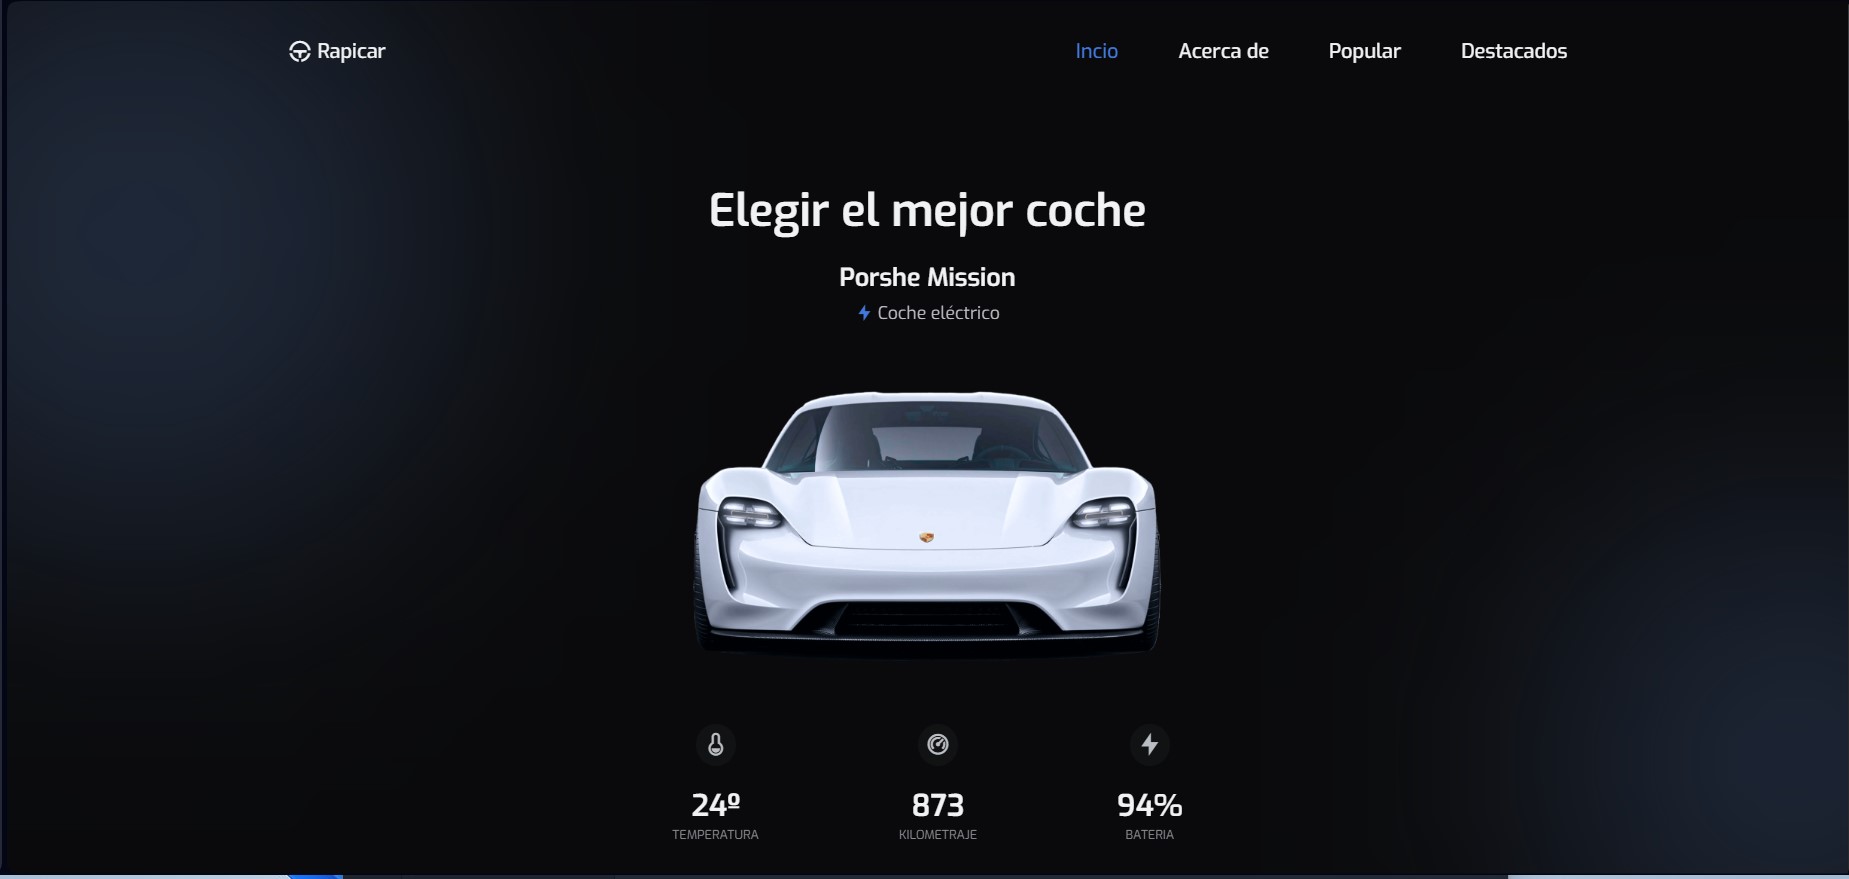 Rapicar
Incio Acerca de Popular Destacados
Elegir el mejor coche
Porshe Mission
Coche eléctrico
24º 873 94%
TEMPERATURA KILOMETRAJE BATERIA